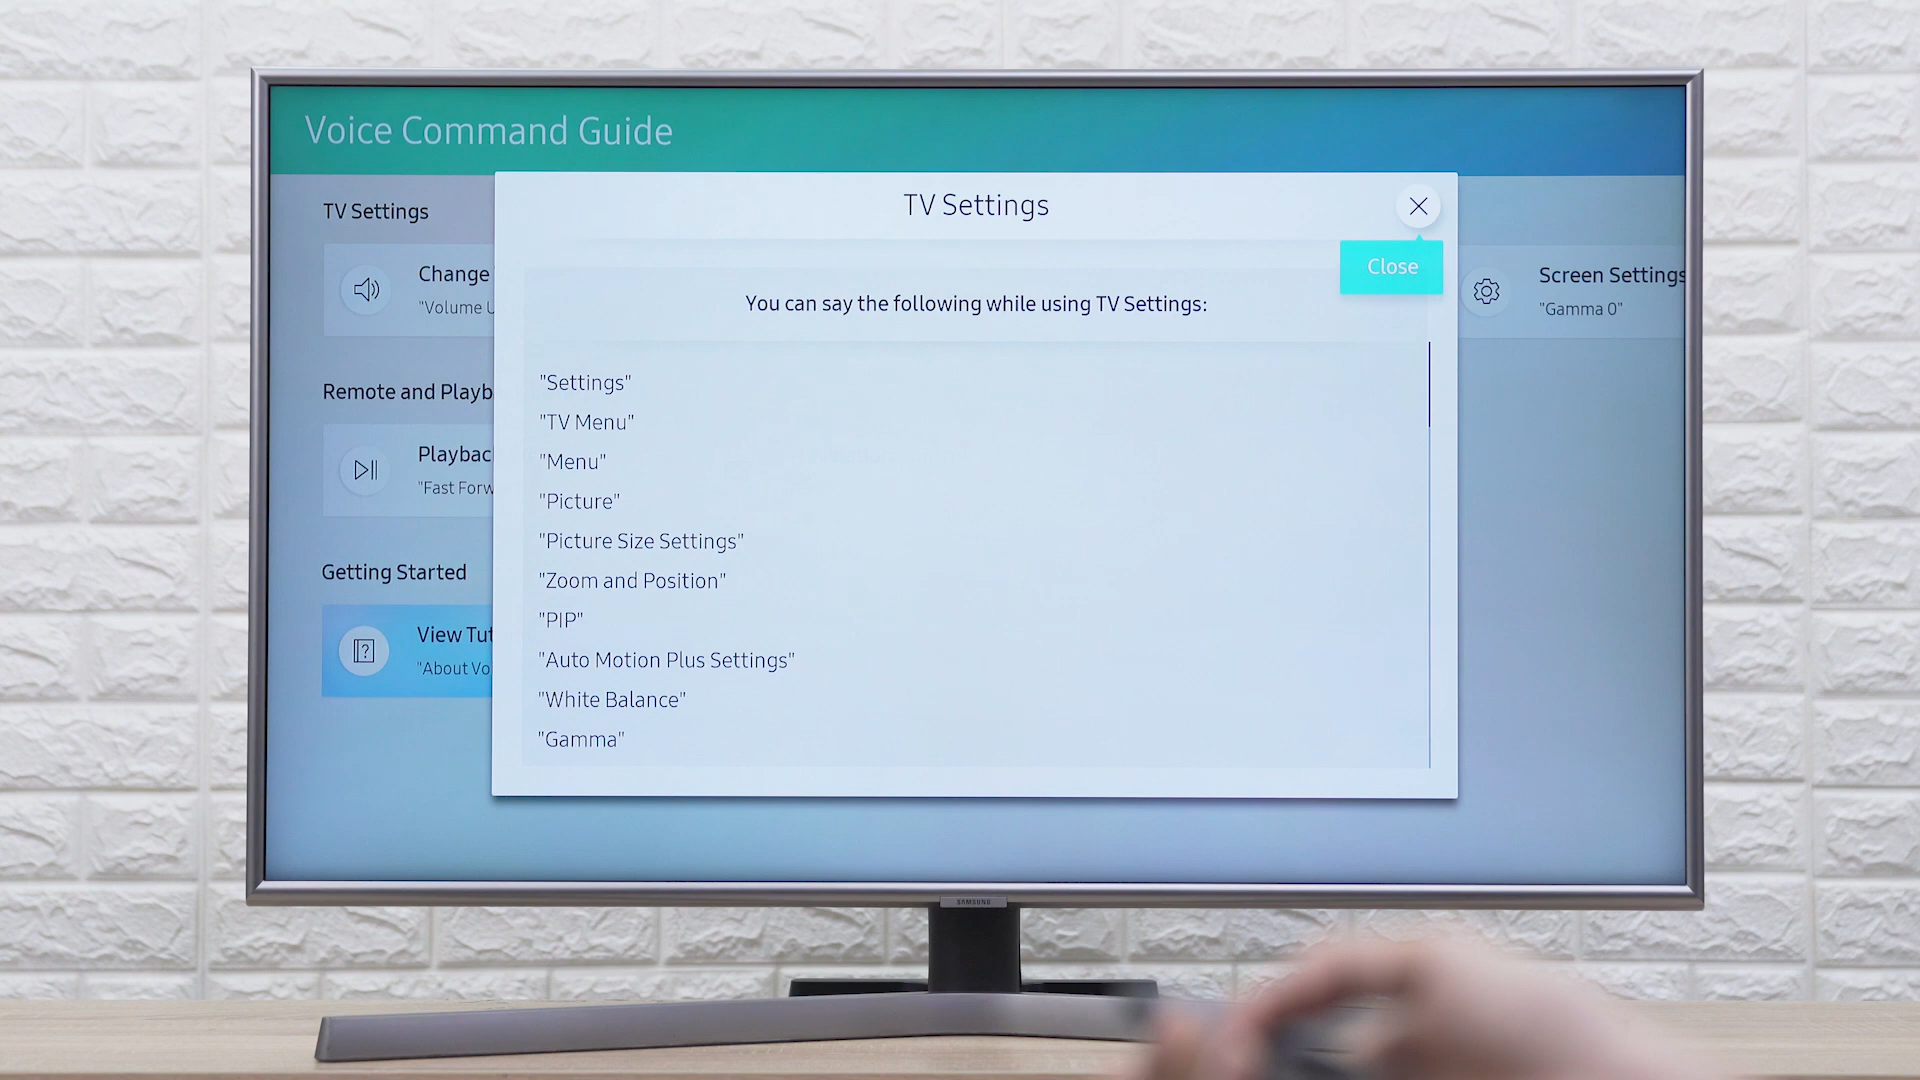 Voice Command Guide
TV Settings
Change
"Volume
Remote and Playb
Playbac
"Fast Forw
Getting Started
View Tut
"About Vo
TV Settings
Close
You can say the following while using TV Settings:
"Settings"
"TV Menu"
"Menu"
"Picture"
"Picture Size Settings"
"Zoom and Position"
"PIP"
"Auto Motion Plus Settings"
"White Balance"
"Gamma"
Screen Settings
"Gamma 0"
SAMSUNG